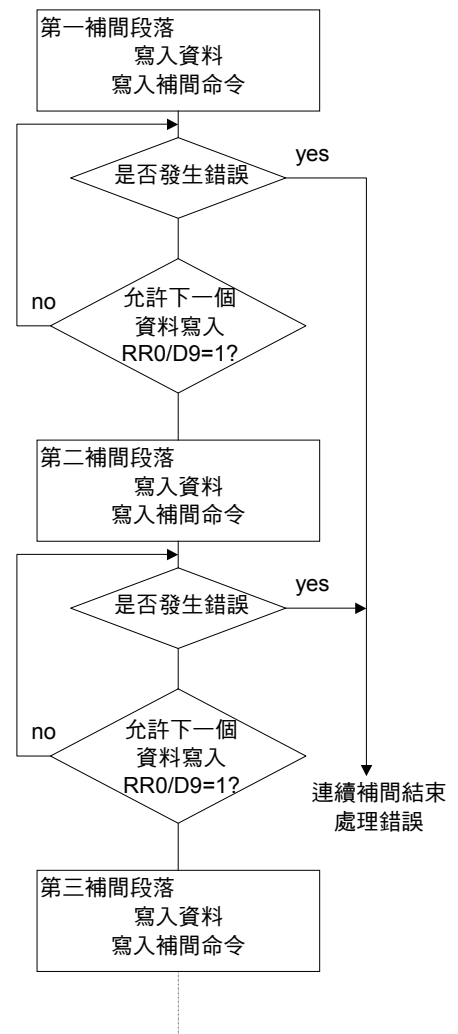 第一補間段落
寫入資料
寫入補間命令
是否發生錯誤
yes
no
允許下一個
資料寫入
RR0/D9=1?
第二補間段落
寫入資料
寫入補間命令
是否發生錯誤
yes
no
允許下一個
資料寫入
RR0/D9=1?
連續補間結束
處理錯誤
第三補間段落
寫入資料
寫入補間命令